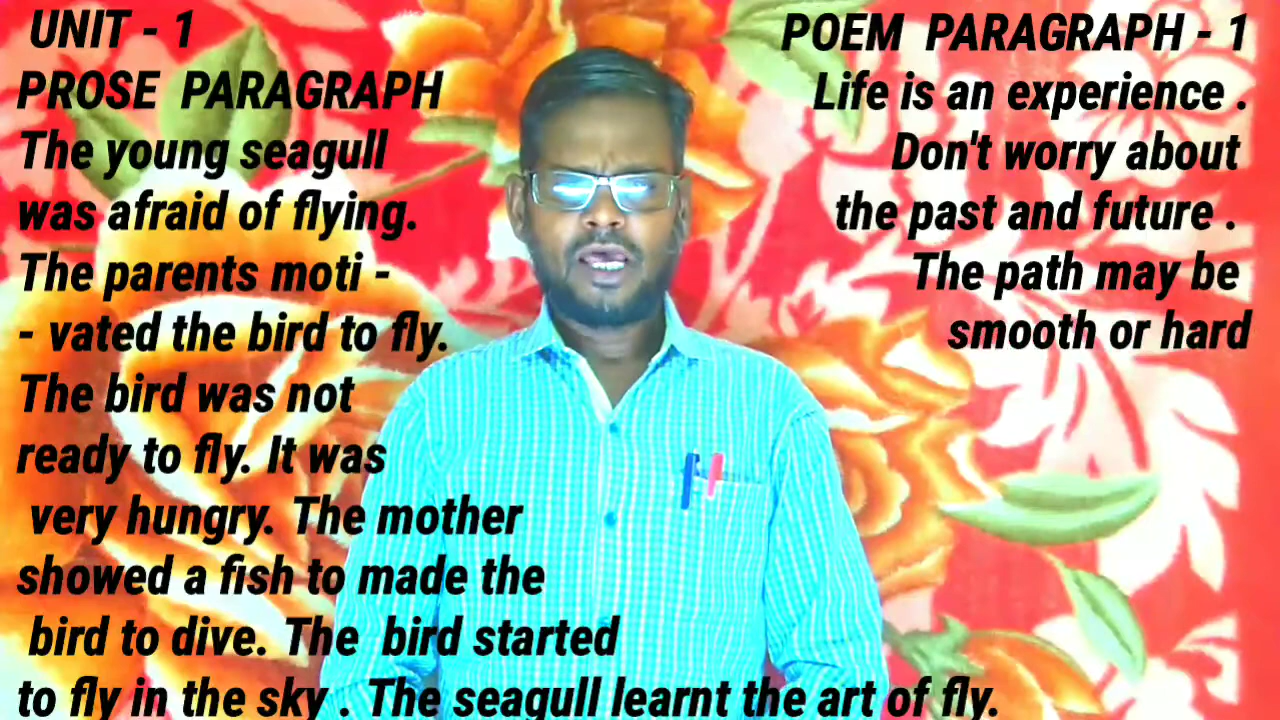 UNIT - 1
PROSE PARAGRAPH
The young seagull
was afraid of flying.
The parents moti -
- vated the bird to fly.
The bird was not
ready to fly. It was
very hungry. The mother
showed a fish to made the
bird to dive. The bird started
to fly in the sky . The seagull learnt the art of fly.
POEM PARAGRAPH - 1
Life is an experience .
Don't worry about
the past and future .
The path may be
smooth or hard